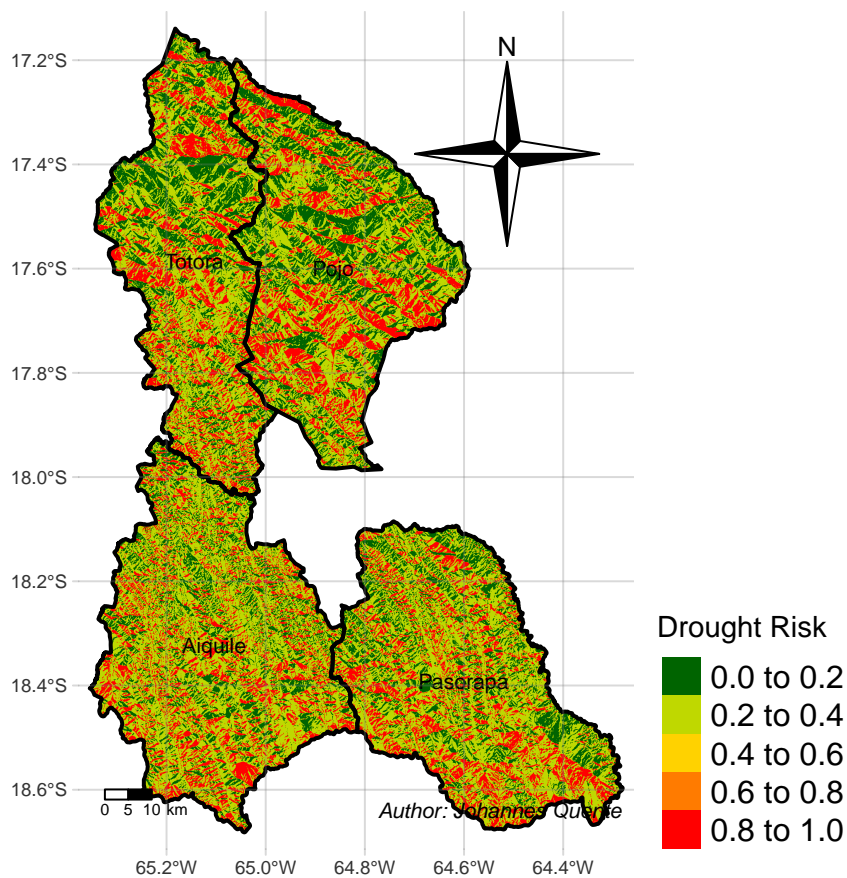 N
17.2°S
17.4°S
17.6°S
17.8°S
18.0°S
18.2°S
18.4°S
18.6°S
Totora
Pojo
Aiquile
Pasorapa
Drought Risk
0.0 to 0.2
0.2 to 0.4
0.4 to 0.6
0.6 to 0.8
0.8 to 1.0
0 5 10 km
Author: Johannes Quente
65.2°W 65.0°W 64.8°W 64.6°W 64.4°W